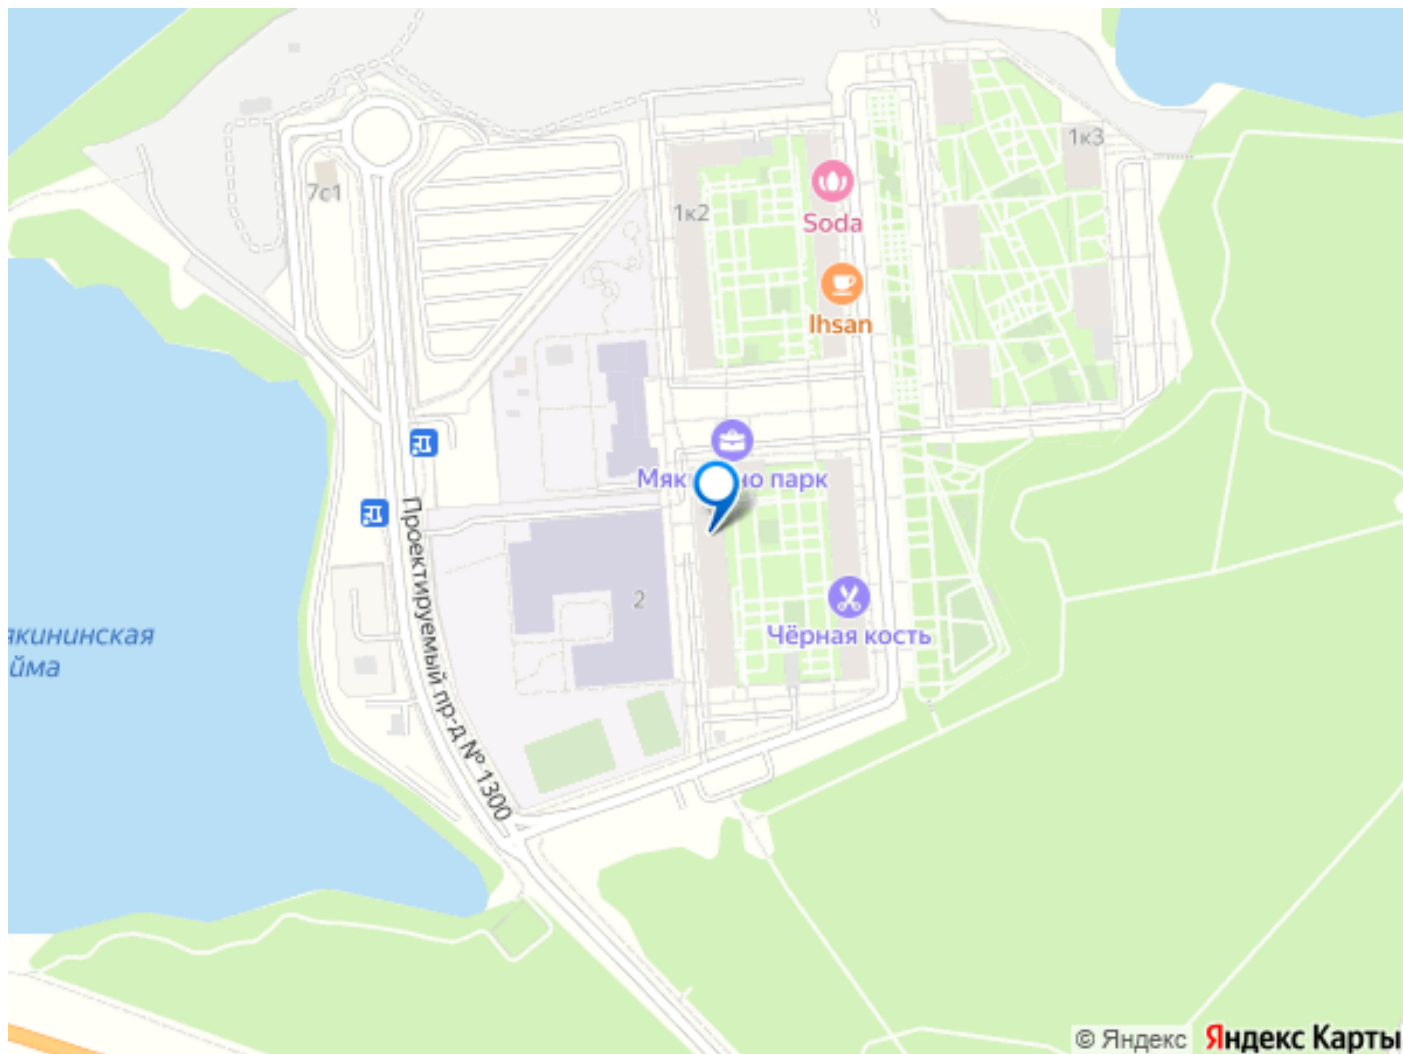 1к3
7с1
1к2
Soda
Ihsan
Мяк но парк
Проектируемый пр-д № 1300
2
Чёрная кость
якининская
йма
© Яндекс
Яндекс Карты